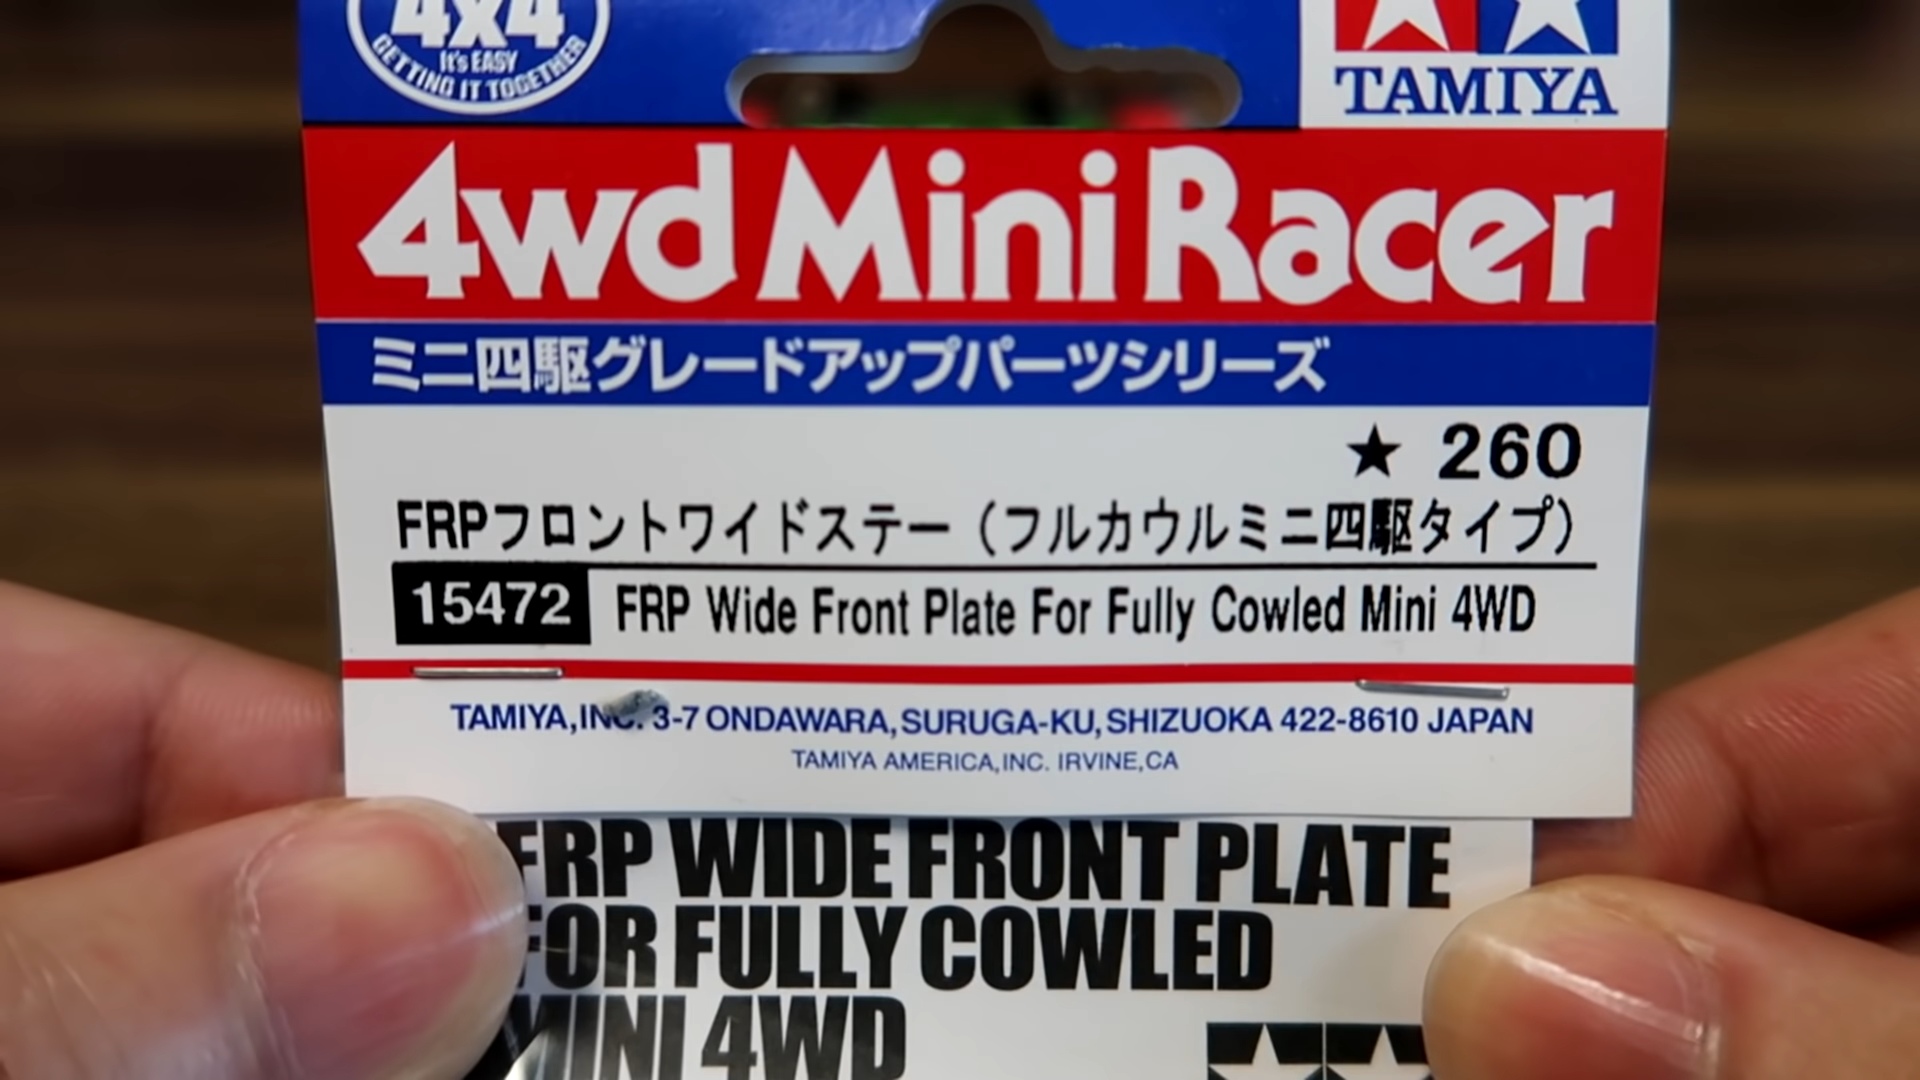 4x4
It's EASY
GETTING IT TOGETHER
TAMIYA
4wd Mini Racer
ミニ四駆グレードアップパーツシリーズ
★ 260
FRPフロントワイドステー（フルカウルミニ四駆タイプ）
15472 FRP Wide Front Plate For Fully Cowled Mini 4WD
TAMIYA,INC. 3-7 ONDAWARA, SURUGA-KU, SHIZUOKA 422-8610 JAPAN
TAMIYA AMERICA,INC. IRVINE,CA
FRP WIDE FRONT PLATE
FOR FULLY COWLED
MINI 4WD